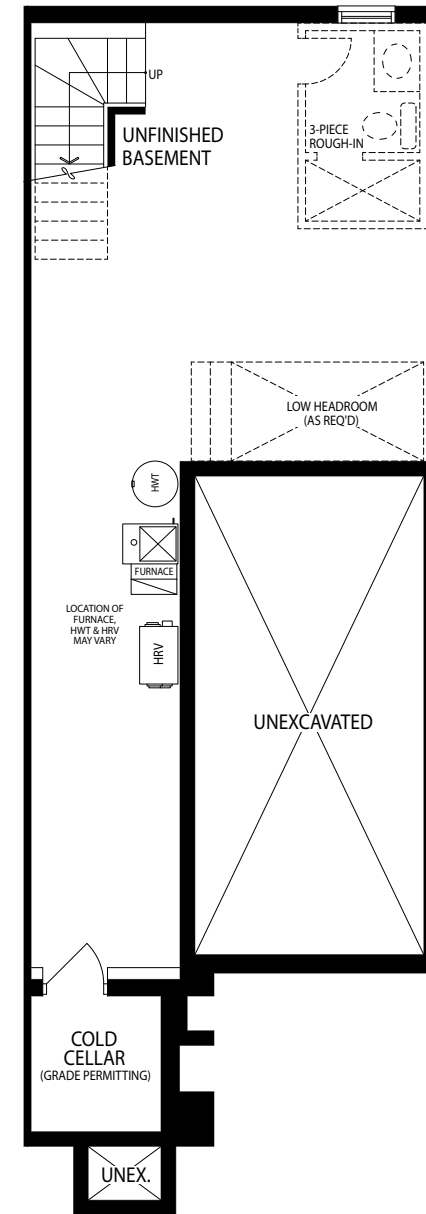 UP
UNFINISHED
BASEMENT
3-PIECE
ROUGH-IN
LOW HEADROOM
(AS REQ'D)
HWT
FURNACE
LOCATION OF
FURNACE,
HWT & HRV
MAY VARY
HRV
UNEXCAVATED
COLD
CELLAR
(GRADE PERMITTING)
UNEX.